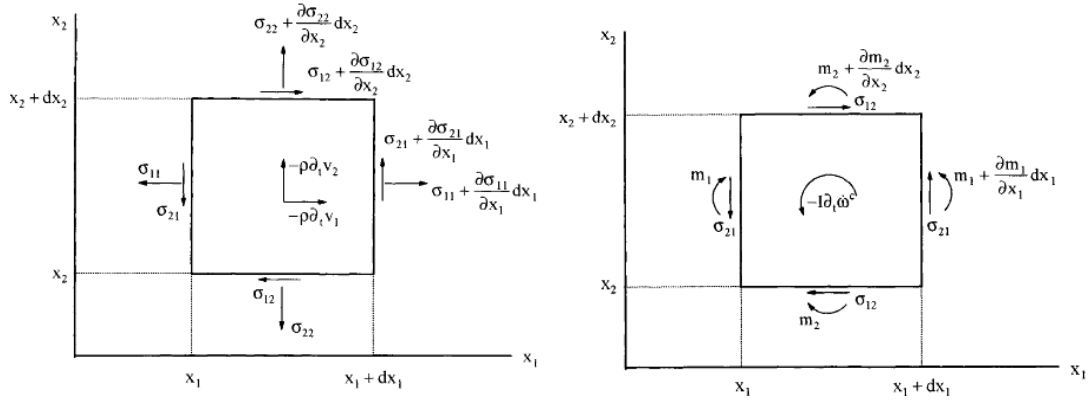 x₂
σ₂₂ + ∂σ₂₂/∂x₂ dx₂
σ₁₂ + ∂σ₁₂/∂x₂ dx₂
x₂ + dx₂
σ₂₁ + ∂σ₂₁/∂x₁ dx₁
σ₁₁
−ρ∂ₜv₂
σ₁₁ + ∂σ₁₁/∂x₁ dx₁
σ₂₁
−ρ∂ₜv₁
x₂
σ₁₂
σ₂₂
x₁
x₁
x₁ + dx₁
x₂
m₂ + ∂m₂/∂x₂ dx₂
σ₁₂
x₂ + dx₂
m₁
m₁ + ∂m₁/∂x₁ dx₁
−I∂ₜω̇ᶜ
σ₂₁
σ₂₁
x₂
σ₁₂
m₂
x₁
x₁
x₁ + dx₁